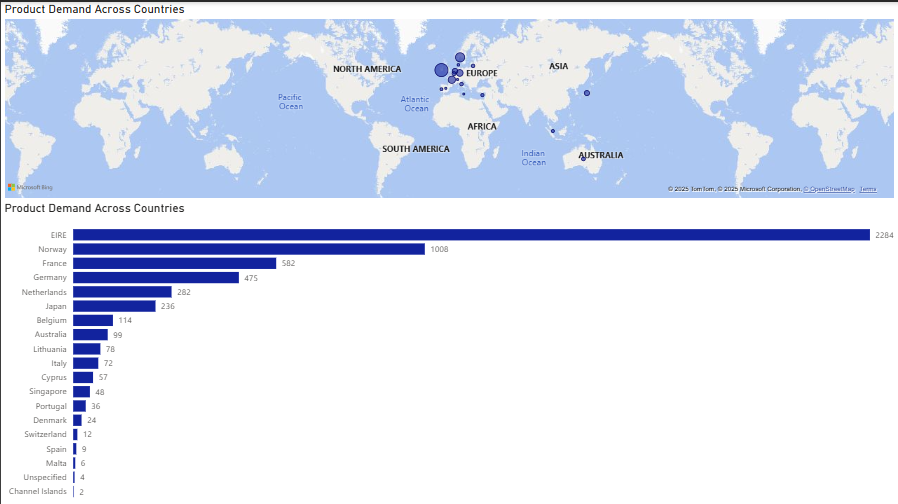 Product Demand Across Countries
NORTH AMERICA
EUROPE
ASIA
Pacific
Ocean
Atlantic
Ocean
AFRICA
SOUTH AMERICA
Indian
Ocean
AUSTRALIA
Microsoft Bing
© 2025 TomTom, © 2025 Microsoft Corporation, © OpenStreetMap Terms
Product Demand Across Countries
EIRE 2284
Norway 1008
France 582
Germany 475
Netherlands 282
Japan 236
Belgium 114
Australia 99
Lithuania 78
Italy 72
Cyprus 57
Singapore 48
Portugal 36
Denmark 24
Switzerland 12
Spain 9
Malta 6
Unspecified 4
Channel Islands 2